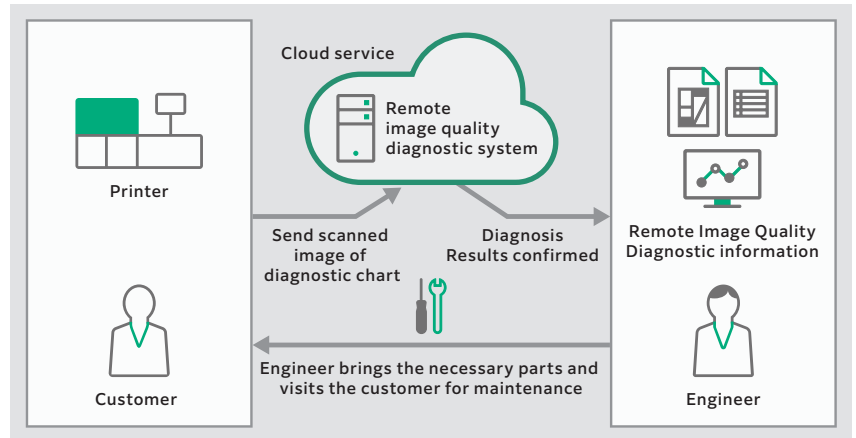 Cloud service
Remote
image quality
diagnostic system
Printer
Send scanned
image of
diagnostic chart
Diagnosis
Results confirmed
Remote Image Quality
Diagnostic information
Customer
Engineer brings the necessary parts and
visits the customer for maintenance
Engineer